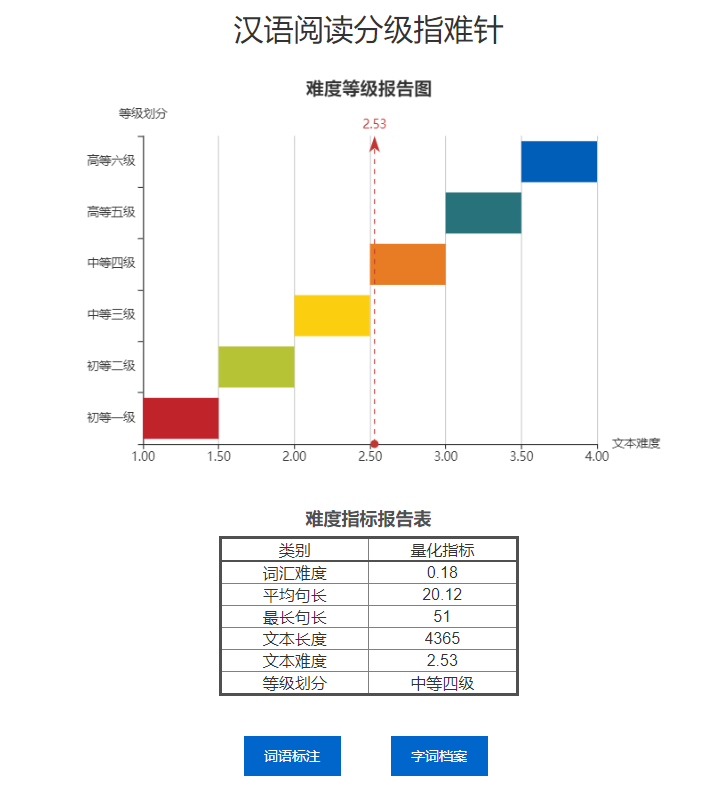 汉语阅读分级指难针
难度等级报告图
等级划分
2.53
高等六级
高等五级
中等四级
中等三级
初等二级
初等一级
文本难度
1.00 1.50 2.00 2.50 3.00 3.50 4.00
难度指标报告表
类别 量化指标
词汇难度 0.18
平均句长 20.12
最长句长 51
文本长度 4365
文本难度 2.53
等级划分 中等四级
词语标注 字词档案